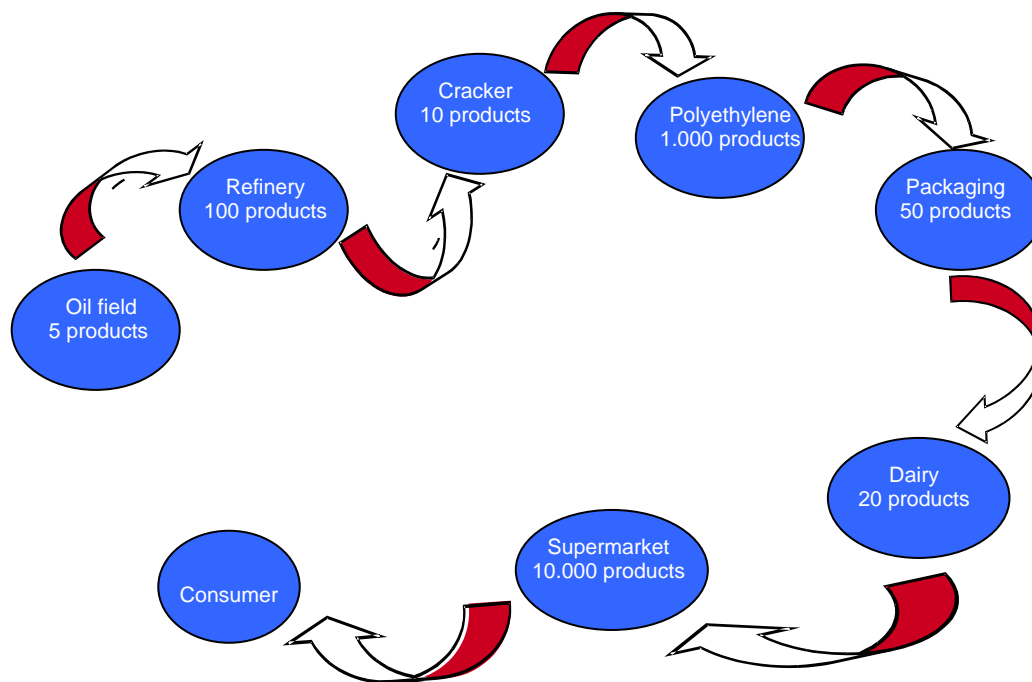 Oil field
5 products
Refinery
100 products
Cracker
10 products
Polyethylene
1.000 products
Packaging
50 products
Dairy
20 products
Supermarket
10.000 products
Consumer